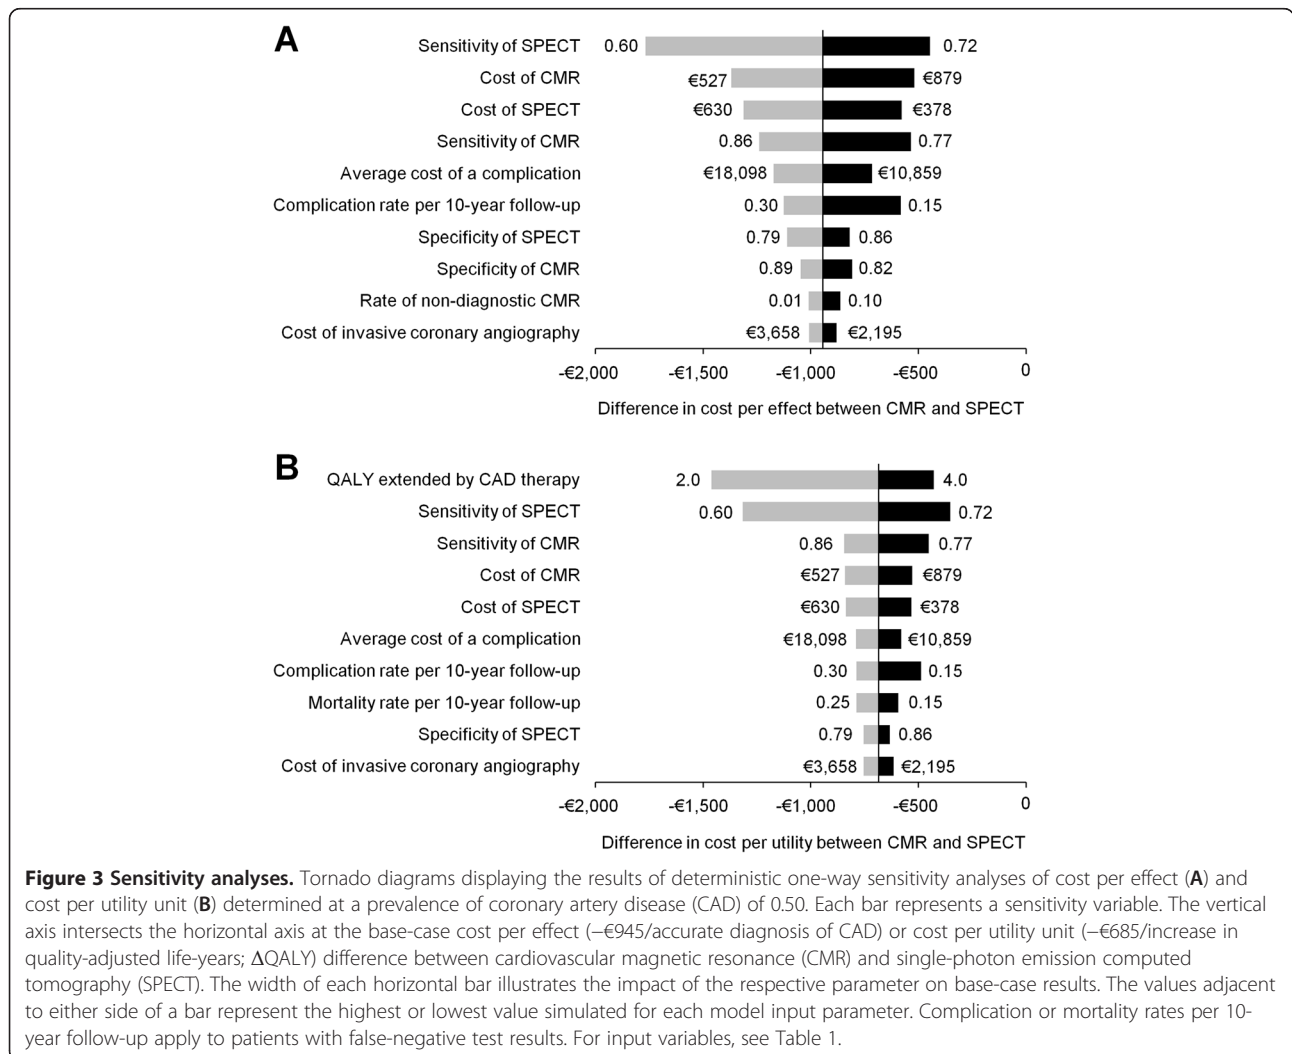 A
Sensitivity of SPECT 0.60 0.72
Cost of CMR €527 €879
Cost of SPECT €630 €378
Sensitivity of CMR 0.86 0.77
Average cost of a complication €18,098 €10,859
Complication rate per 10-year follow-up 0.30 0.15
Specificity of SPECT 0.79 0.86
Specificity of CMR 0.89 0.82
Rate of non-diagnostic CMR 0.01 0.10
Cost of invasive coronary angiography €3,658 €2,195
-€2,000 -€1,500 -€1,000 -€500 0
Difference in cost per effect between CMR and SPECT
B
QALY extended by CAD therapy 2.0 4.0
Sensitivity of SPECT 0.60 0.72
Sensitivity of CMR 0.86 0.77
Cost of CMR €527 €879
Cost of SPECT €630 €378
Average cost of a complication €18,098 €10,859
Complication rate per 10-year follow-up 0.30 0.15
Mortality rate per 10-year follow-up 0.25 0.15
Specificity of SPECT 0.79 0.86
Cost of invasive coronary angiography €3,658 €2,195
-€2,000 -€1,500 -€1,000 -€500 0
Difference in cost per utility between CMR and SPECT
Figure 3 Sensitivity analyses. Tornado diagrams displaying the results of deterministic one-way sensitivity analyses of cost per effect (A) and
cost per utility unit (B) determined at a prevalence of coronary artery disease (CAD) of 0.50. Each bar represents a sensitivity variable. The vertical
axis intersects the horizontal axis at the base-case cost per effect (−€945/accurate diagnosis of CAD) or cost per utility unit (−€685/increase in
quality-adjusted life-years; ΔQALY) difference between cardiovascular magnetic resonance (CMR) and single-photon emission computed
tomography (SPECT). The width of each horizontal bar illustrates the impact of the respective parameter on base-case results. The values adjacent
to either side of a bar represent the highest or lowest value simulated for each model input parameter. Complication or mortality rates per 10-
year follow-up apply to patients with false-negative test results. For input variables, see Table 1.